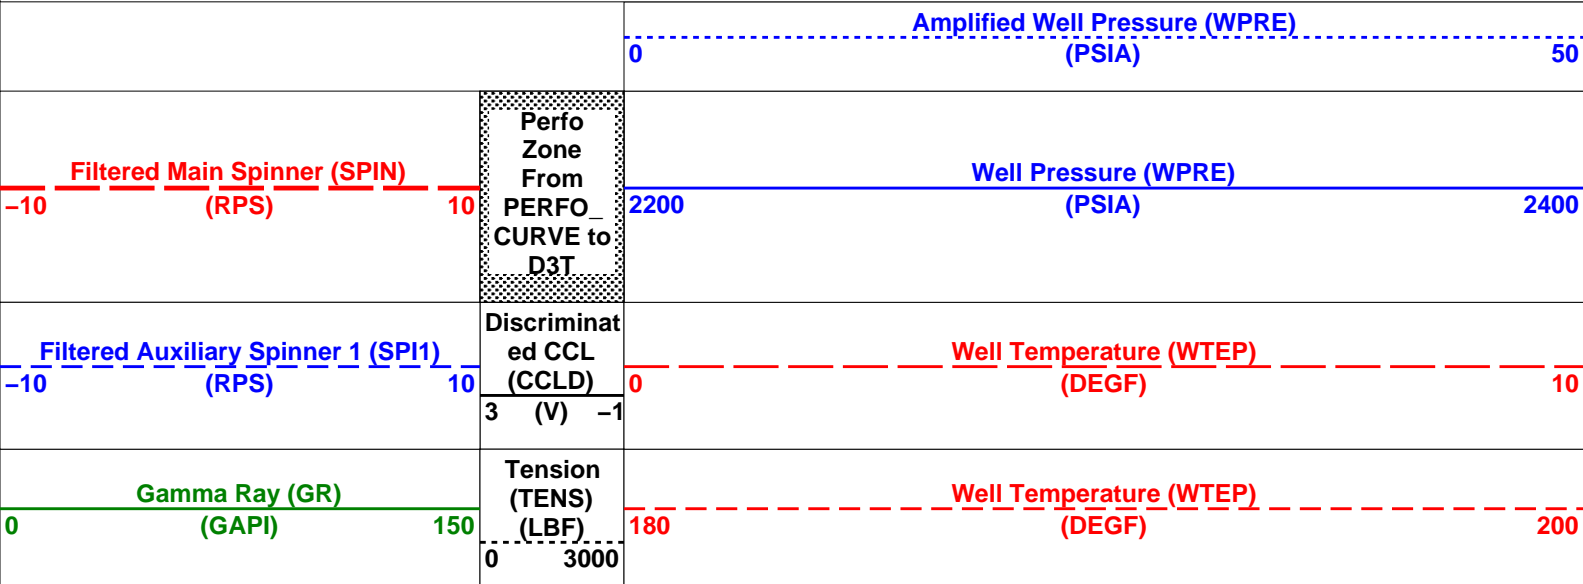 Amplified Well Pressure (WPRE)
0 (PSIA) 50
Filtered Main Spinner (SPIN)
−10 (RPS) 10
Perfo
Zone
From
PERFO_
CURVE to
D3T
Well Pressure (WPRE)
2200 (PSIA) 2400
Filtered Auxiliary Spinner 1 (SPI1)
−10 (RPS) 10
Discriminat
ed CCL
(CCLD)
3 (V) −1
Well Temperature (WTEP)
0 (DEGF) 10
Gamma Ray (GR)
0 (GAPI) 150
Tension
(TENS)
(LBF)
0 3000
Well Temperature (WTEP)
180 (DEGF) 200